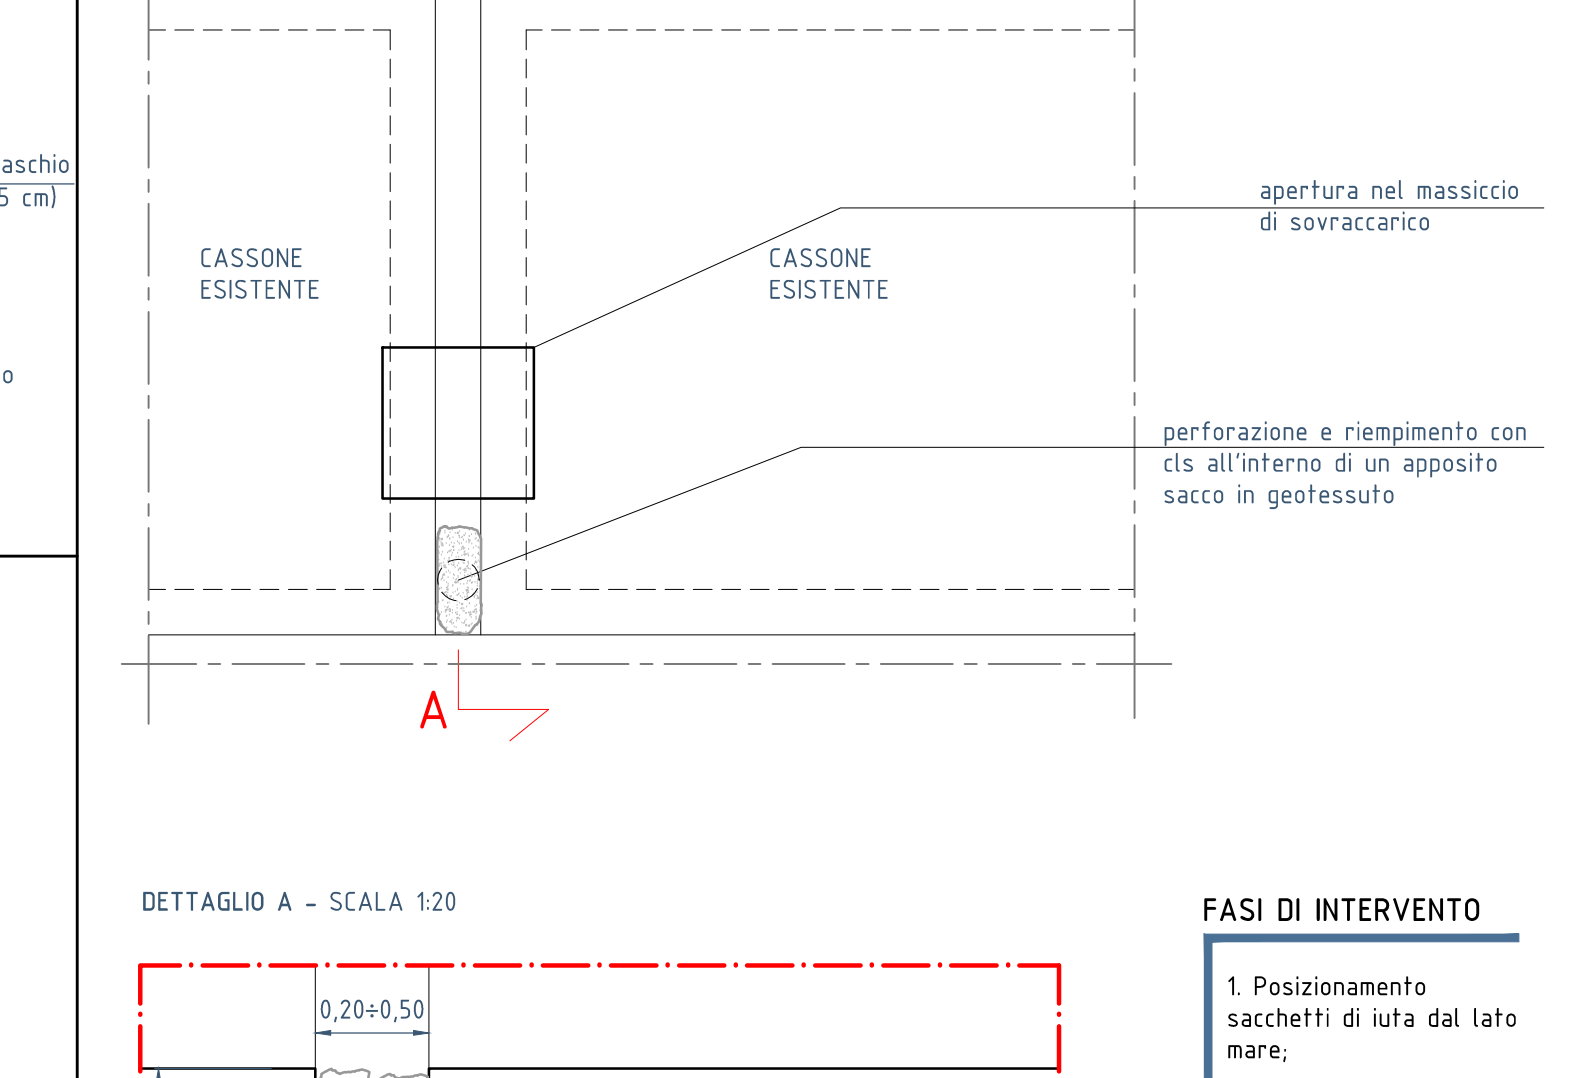 aschio
5 cm)
o
CASSONE
ESISTENTE
CASSONE
ESISTENTE
apertura nel massiccio
di sovraccarico
perforazione e riempimento con
cls all'interno di un apposito
sacco in geotessuto
A
DETTAGLIO A - SCALA 1:20
0,20÷0,50
FASI DI INTERVENTO
1. Posizionamento
sacchetti di iuta dal lato
mare;